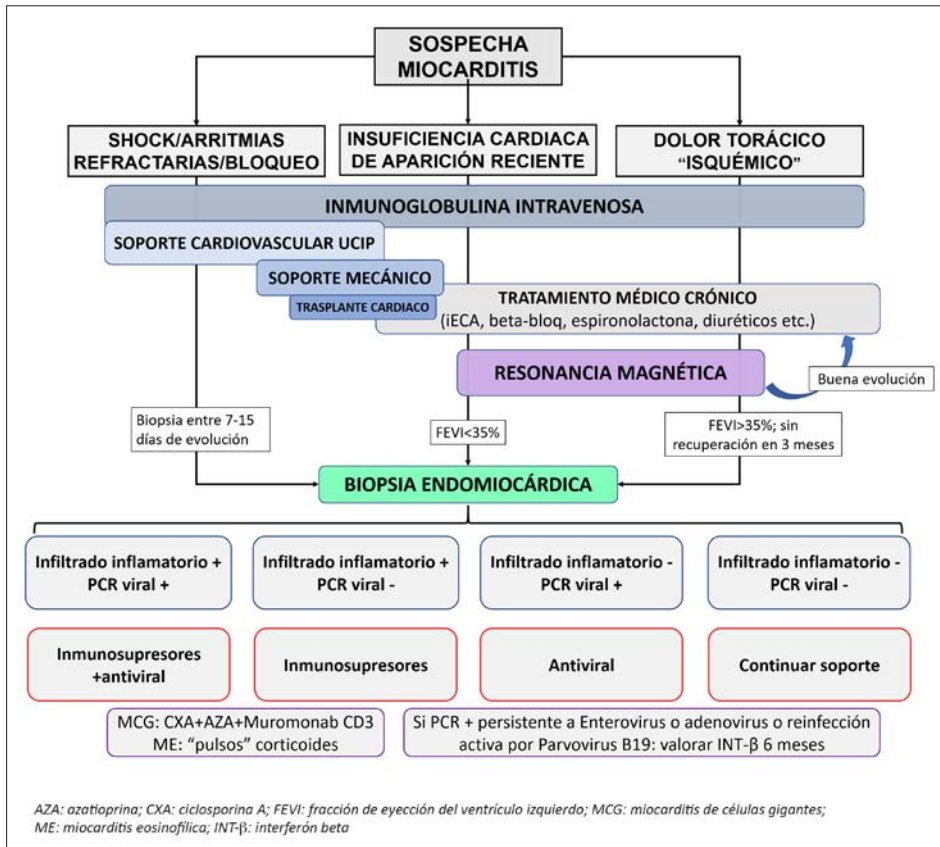 SOSPECHA
MIOCARDITIS
SHOCK/ARRITMIAS
REFRACTARIAS/BLOQUEO
INSUFICIENCIA CARDIACA
DE APARICIÓN RECIENTE
DOLOR TORÁCICO
“ISQUÉMICO”
INMUNOGLOBULINA INTRAVENOSA
SOPORTE CARDIOVASCULAR UCIP
SOPORTE MECÁNICO
TRASPLANTE CARDIACO
TRATAMIENTO MÉDICO CRÓNICO
(iECA, beta-bloq, espironolactona, diuréticos etc.)
RESONANCIA MAGNÉTICA
Buena evolución
Biopsia entre 7-15
días de evolución
FEVI<35%
FEVI>35%; sin
recuperación en 3 meses
BIOPSIA ENDOMIOCÁRDICA
Infiltrado inflamatorio +
PCR viral +
Infiltrado inflamatorio +
PCR viral -
Infiltrado inflamatorio -
PCR viral +
Infiltrado inflamatorio -
PCR viral -
Inmunosupresores
+antiviral
Inmunosupresores
Antiviral
Continuar soporte
MCG: CXA+AZA+Muromonab CD3
ME: “pulsos” corticoides
Si PCR + persistente a Enterovirus o adenovirus o reinfección
activa por Parvovirus B19: valorar INT-β 6 meses
AZA: azatioprina; CXA: ciclosporina A; FEVI: fracción de eyección del ventrículo izquierdo; MCG: miocarditis de células gigantes;
ME: miocarditis eosinofílica; INT-β: interferón beta